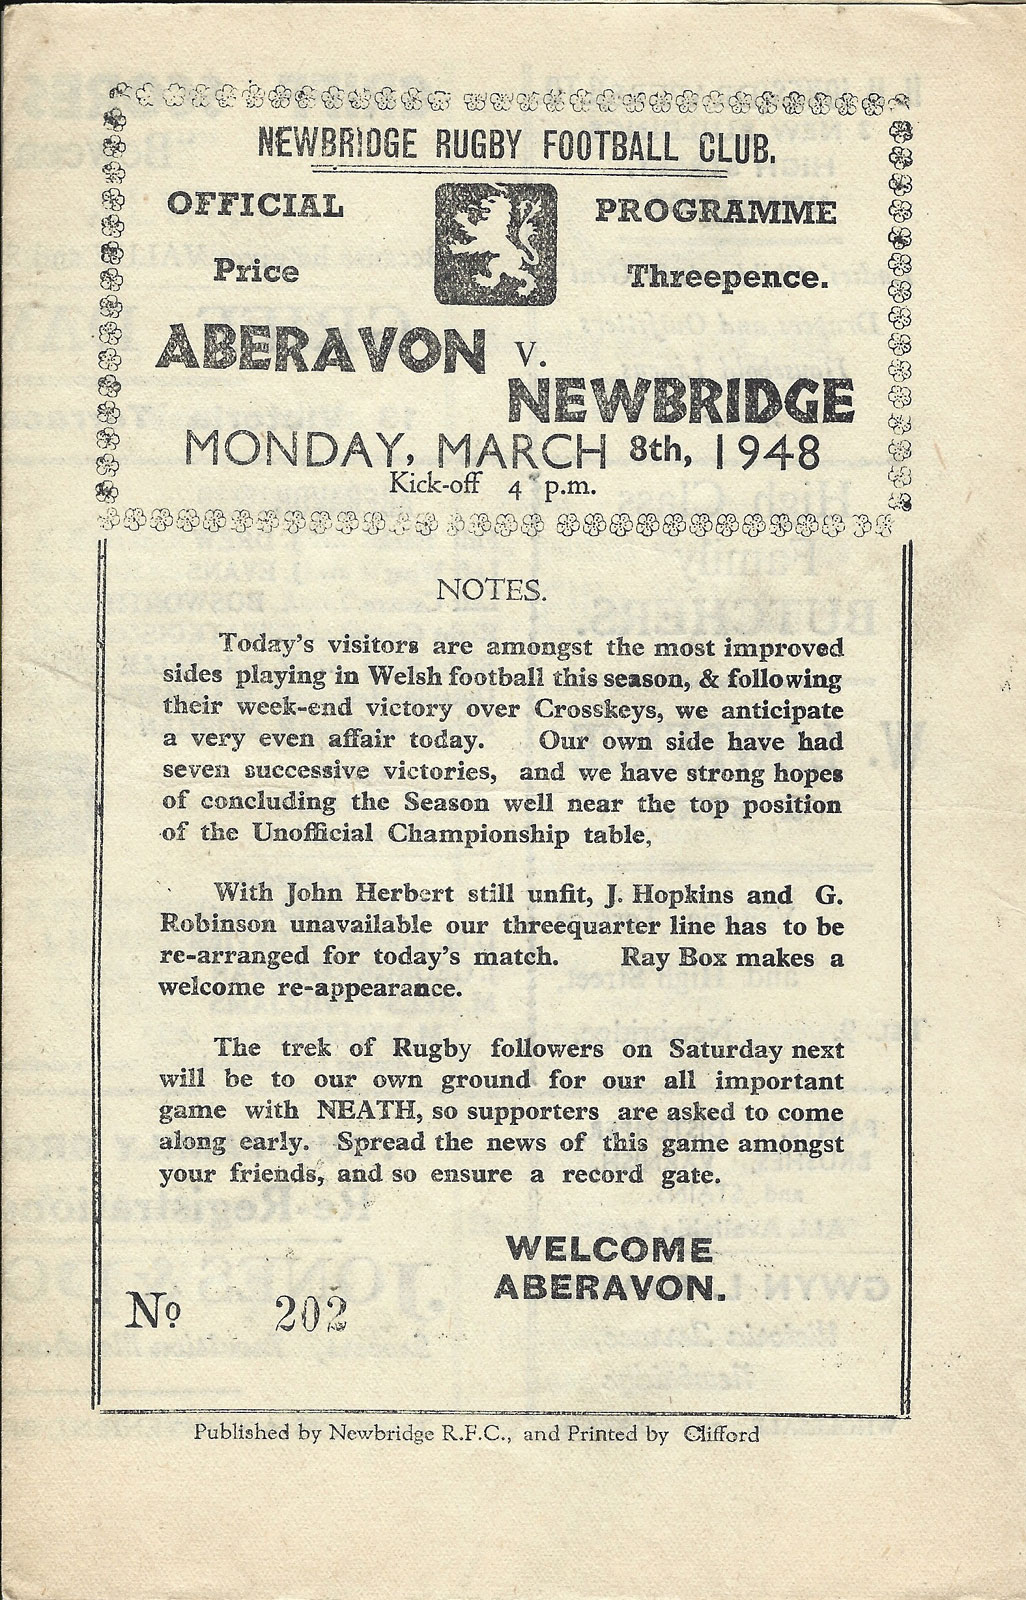 NEWBRIDGE RUGBY FOOTBALL CLUB.
OFFICIAL PROGRAMME
Price Threepence.
ABERAVON v.
NEWBRIDGE
MONDAY, MARCH 8th, 1948
Kick-off 4 p.m.
NOTES.
Today's visitors are amongst the most improved
sides playing in Welsh football this season, & following
their week-end victory over Crosskeys, we anticipate
a very even affair today. Our own side have had
seven successive victories, and we have strong hopes
of concluding the Season well near the top position
of the Unofficial Championship table,
With John Herbert still unfit, J. Hopkins and G.
Robinson unavailable our threequarter line has to be
re-arranged for today's match. Ray Box makes a
welcome re-appearance.
The trek of Rugby followers on Saturday next
will be to our own ground for our all important
game with NEATH, so supporters are asked to come
along early. Spread the news of this game amongst
your friends, and so ensure a record gate.
WELCOME
ABERAVON.
No 202
Published by Newbridge R.F.C., and Printed by Clifford